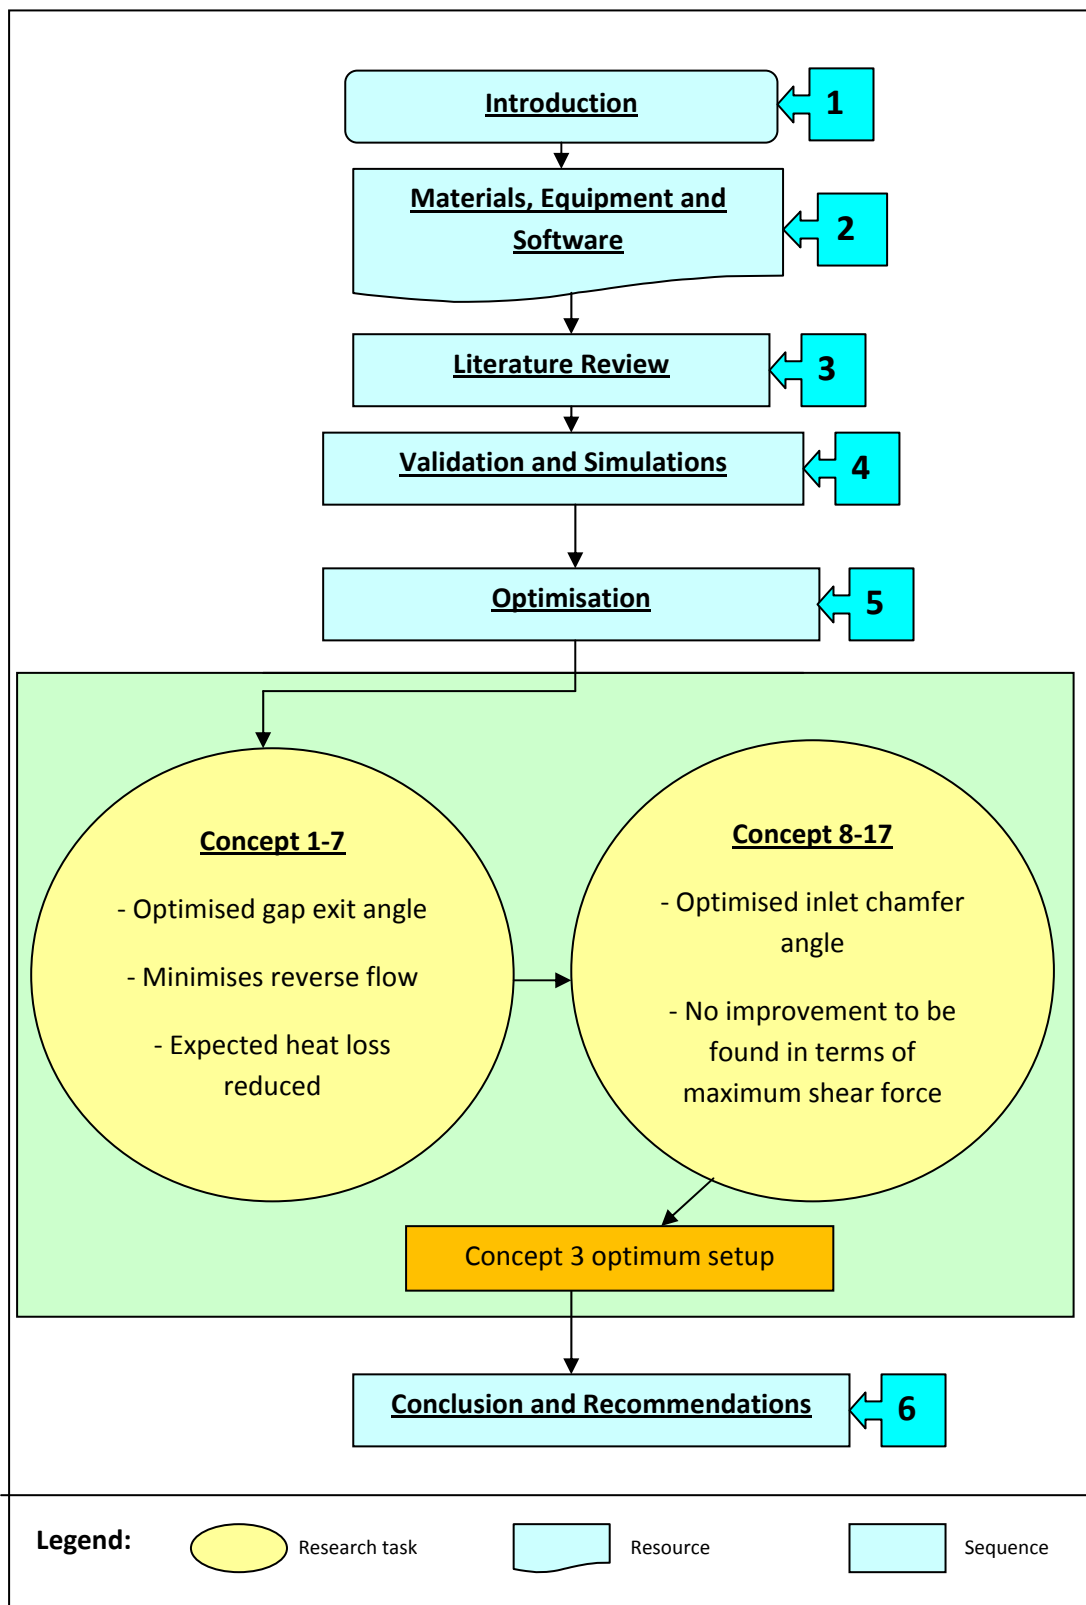 Introduction
1
Materials, Equipment and
Software
2
Literature Review
3
Validation and Simulations
4
Optimisation
5
Concept 1-7
- Optimised gap exit angle
- Minimises reverse flow
- Expected heat loss
reduced
Concept 8-17
- Optimised inlet chamfer
angle
- No improvement to be
found in terms of
maximum shear force
Concept 3 optimum setup
Conclusion and Recommendations
6
Legend:
Research task
Resource
Sequence